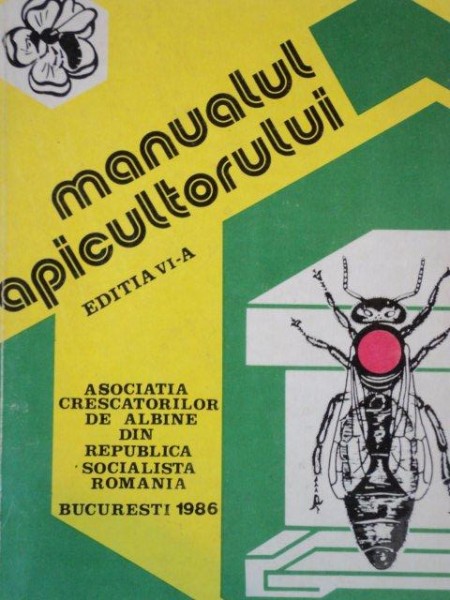 manualul
apicultorului
EDITIA VI-A
ASOCIATIA
CRESCATORILOR
DE ALBINE
DIN
REPUBLICA
SOCIALISTA
ROMANIA
BUCURESTI 1986